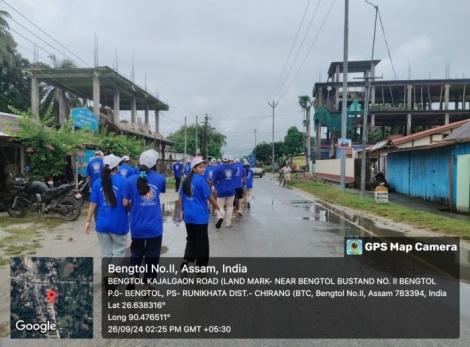 GPS Map Camera
Bengtol No.II, Assam, India
BENGTOL KAJALGAON ROAD (LAND MARK- NEAR BENGTOL BUSTAND NO. II BENGTOL
P.0- BENGTOL, PS- RUNIKHATA DIST.- CHIRANG (BTC, Bengtol No.II, Assam 783394, India
Lat 26.638316°
Long 90.476511°
26/09/24 02:25 PM GMT +05:30
Google